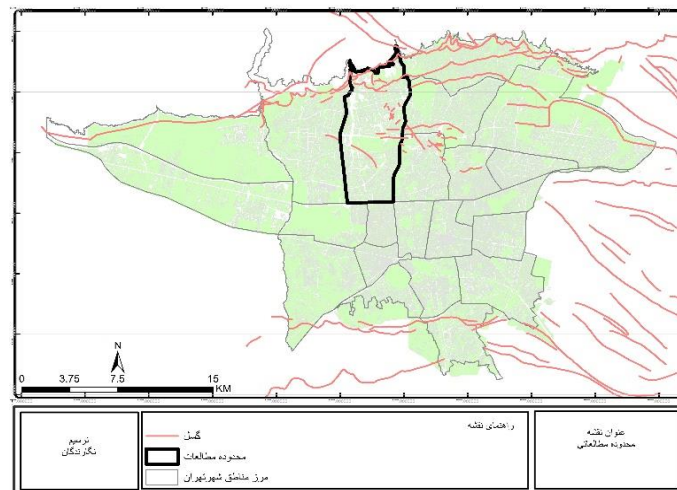 N
0 3.75 7.5 15
KM
عنوان نقشه
محدوده مطالعاتی
راهنمای نقشه
گسل
محدوده مطالعات
مرز مناطق شهرتهران
ترسیم
نگارندگان